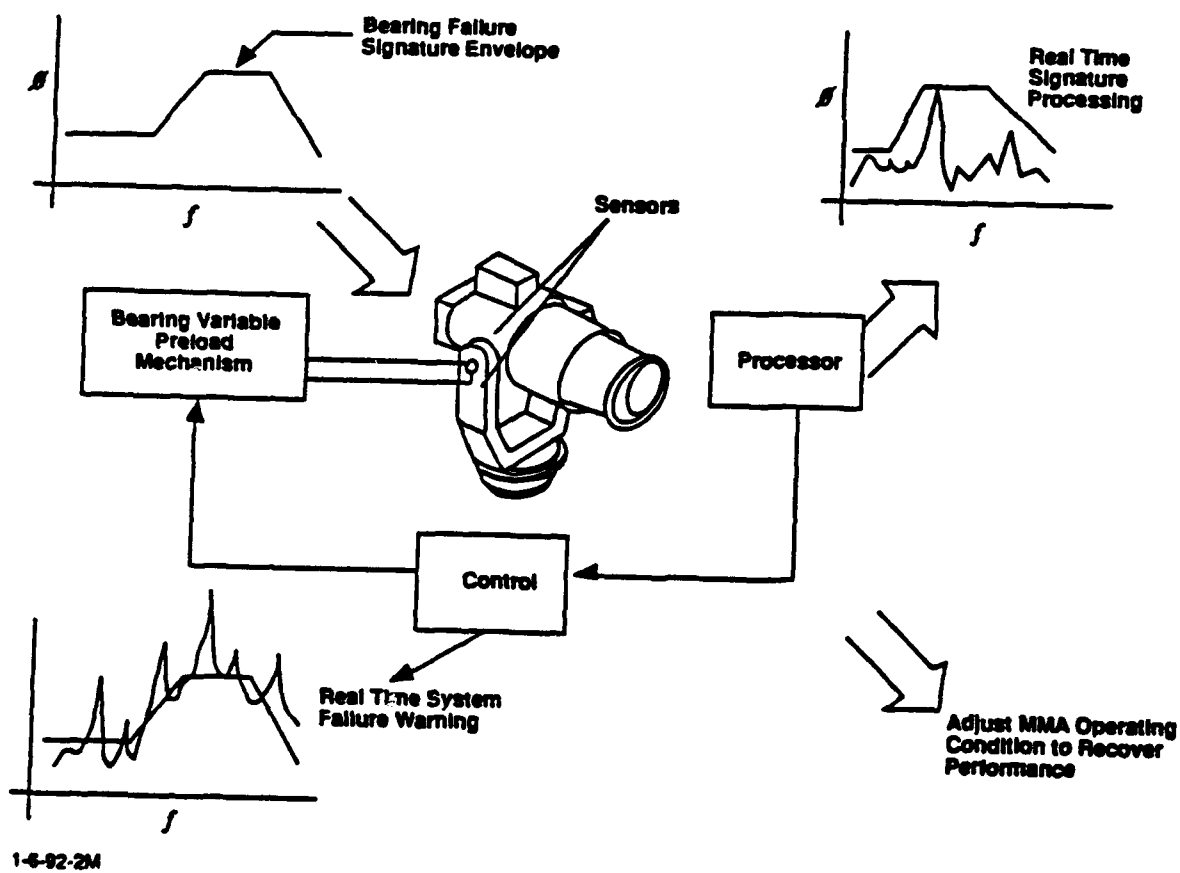 Bearing Failure
Signature Envelope
Ø
f
Real Time
Signature
Processing
Ø
f
Sensors
Bearing Variable
Preload
Mechanism
Processor
Control
Real Time System
Failure Warning
f
Adjust MMA Operating
Condition to Recover
Performance
1-6-92-2M